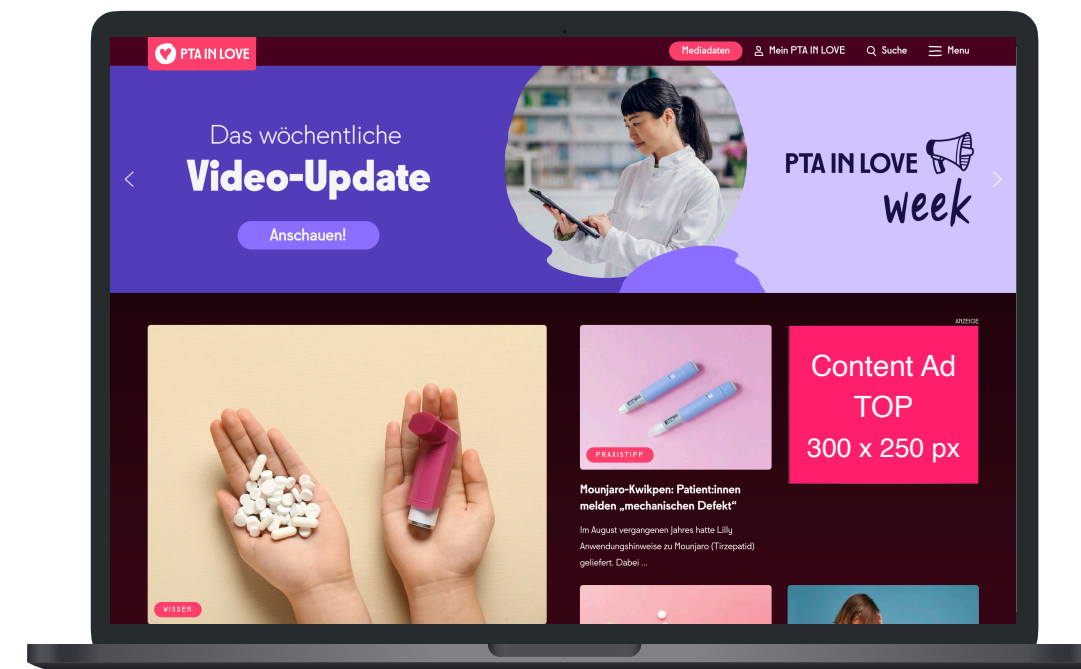 PTA IN LOVE
Mediadaten
Mein PTA IN LOVE
Suche
Menu
Das wöchentliche
Video-Update
Anschauen!
PTA IN LOVE
week
WISSEN
PRAXISTIPP
Mounjaro-Kwikpen: Patient:innen
melden „mechanischen Defekt“
Im August vergangenen Jahres hatte Lilly
Anwendungshinweise zu Mounjaro (Tirzepatid)
geliefert. Dabei ...
ANZEIGE
Content Ad
TOP
300 x 250 px